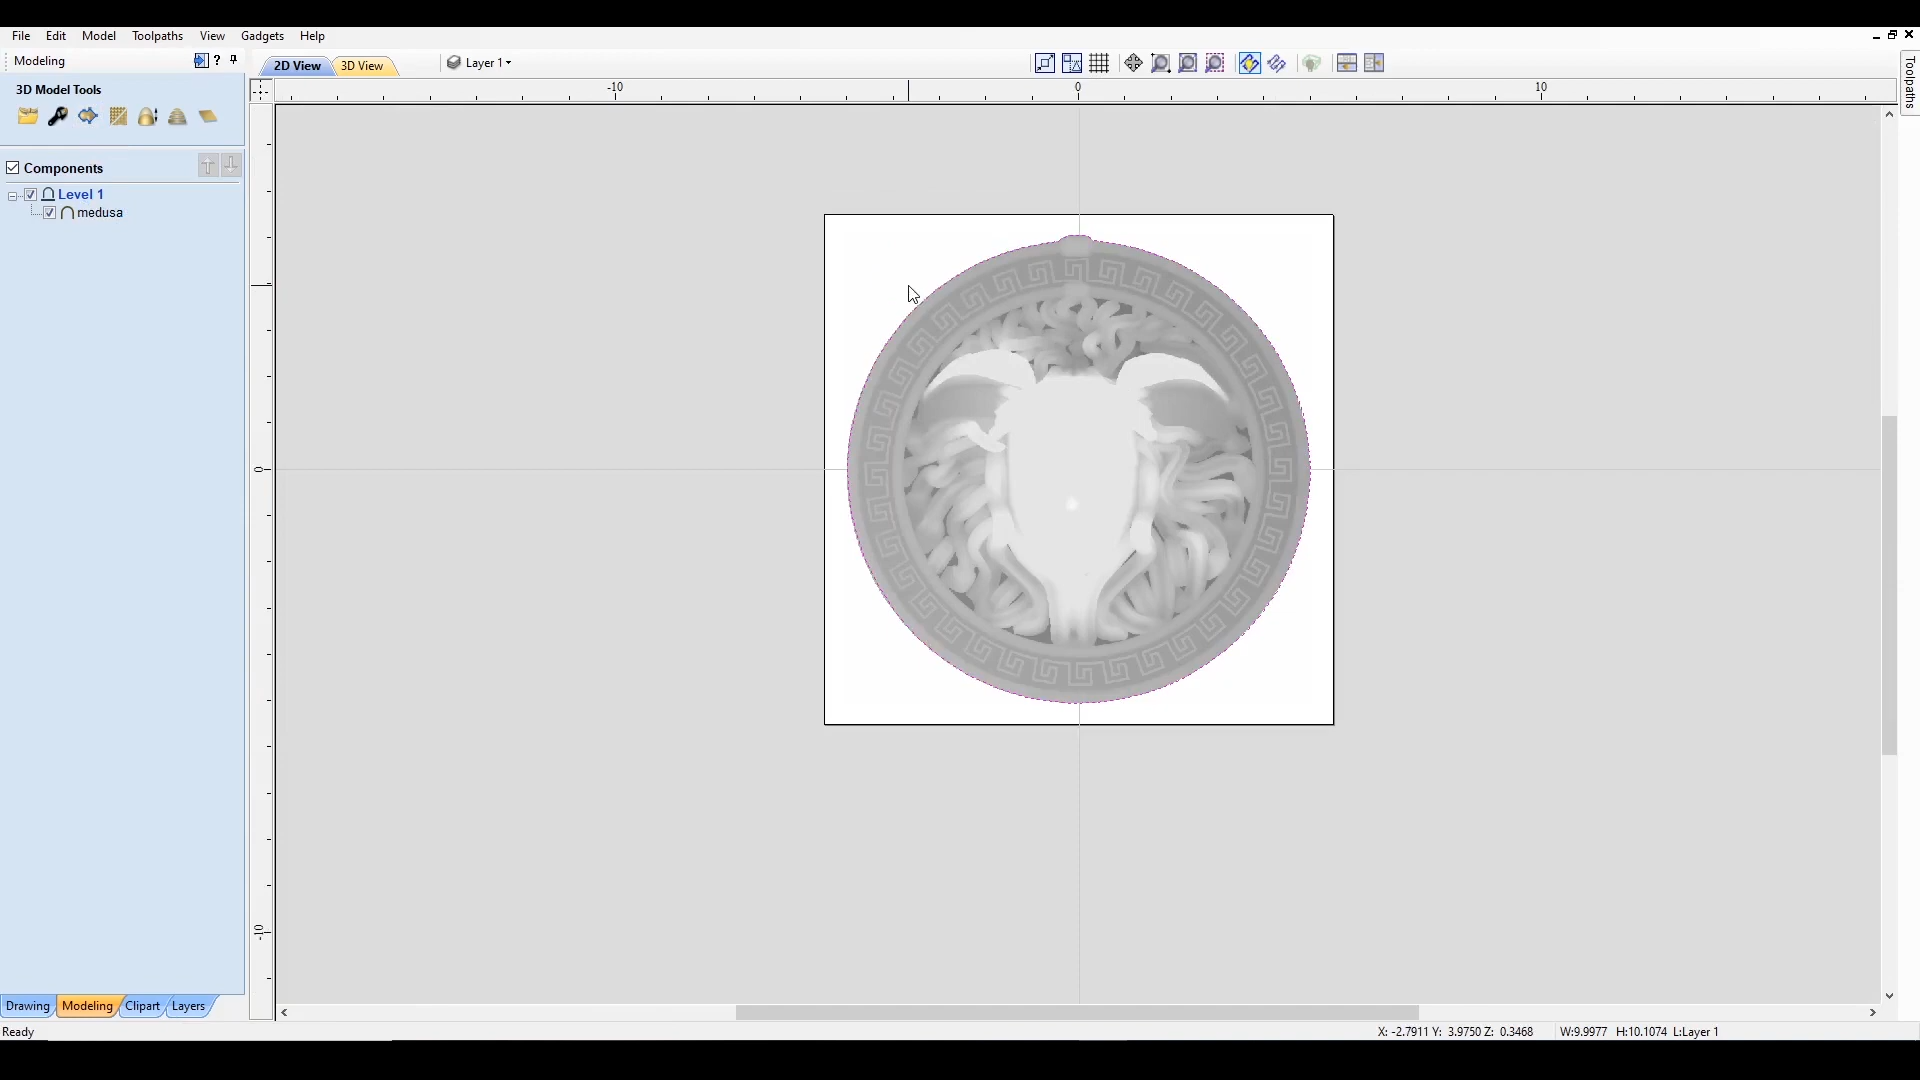 File Edit Model Toolpaths View Gadgets Help
Modeling ?
2D View 3D View Layer 1
Toolpaths
3D Model Tools
-10 0 10
Components
Level 1
medusa
0
-10
Drawing Modeling Clipart Layers
Ready X: -2.7911 Y: 3.9750 Z: 0.3468 W:9.9977 H:10.1074 L:Layer 1